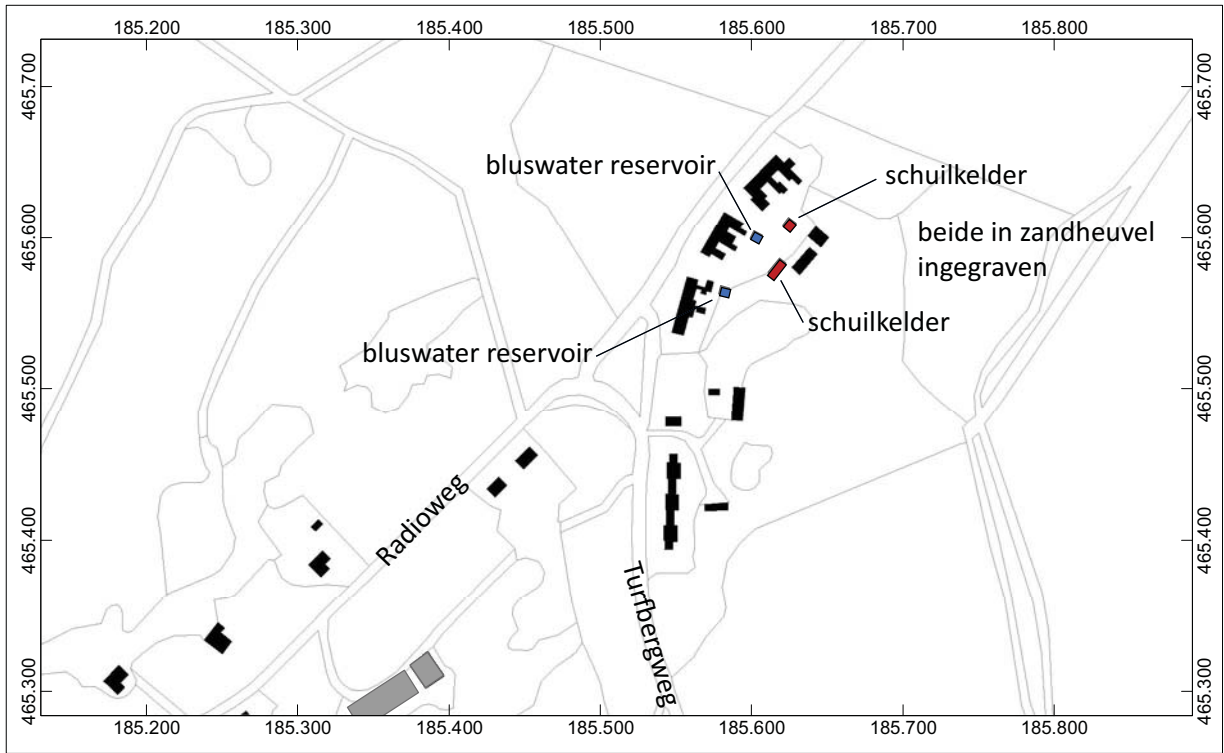 185.200 185.300 185.400 185.500 185.600 185.700 185.800
465.700 465.700
bluswater reservoir
schuilkelder
465.600 465.600
beide in zandheuvel
ingegraven
schuilkelder
bluswater reservoir
465.500 465.500
Radioweg
465.400 465.400
Turfbergweg
465.300 465.300
185.200 185.300 185.400 185.500 185.600 185.700 185.800